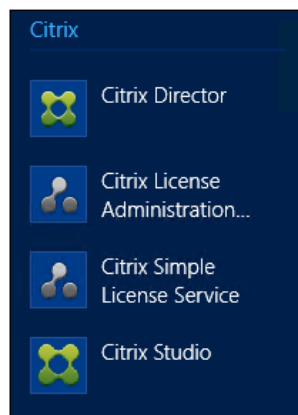 Citrix
Citrix Director
Citrix License
Administration...
Citrix Simple
License Service
Citrix Studio